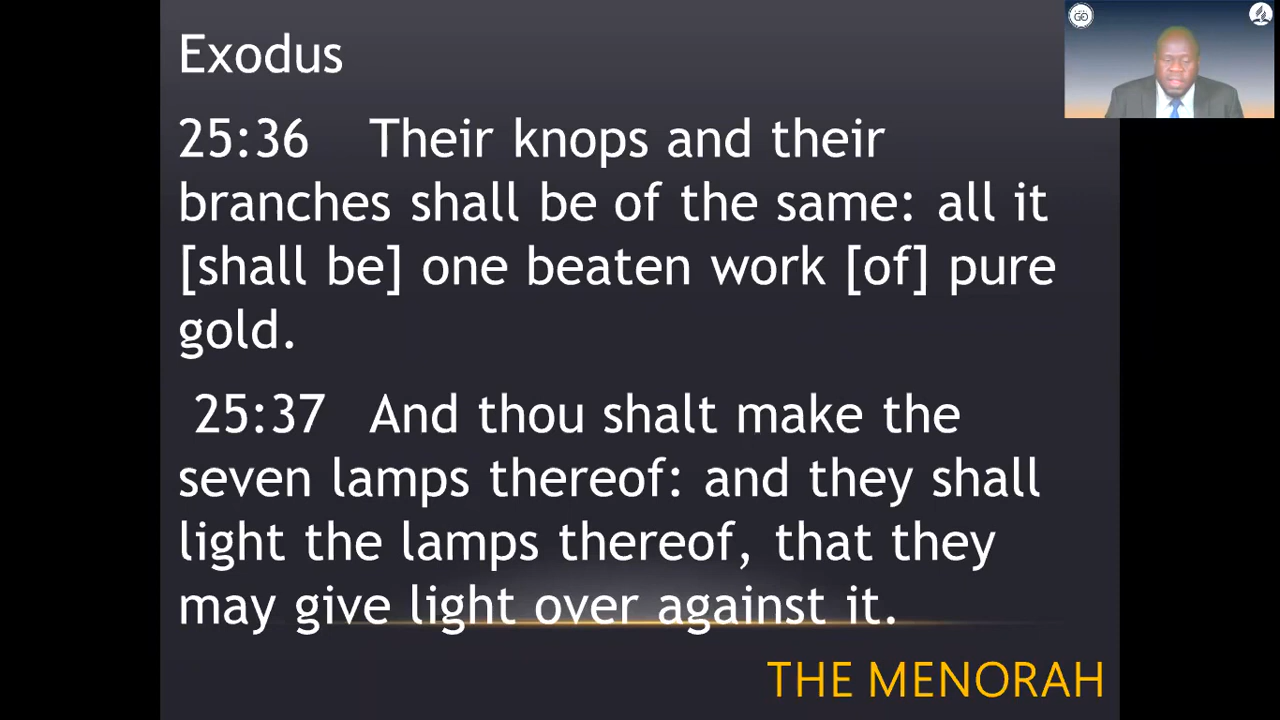 Exodus
25:36 Their knops and their
branches shall be of the same: all it
[shall be] one beaten work [of] pure
gold.
25:37 And thou shalt make the
seven lamps thereof: and they shall
light the lamps thereof, that they
may give light over against it.
THE MENORAH